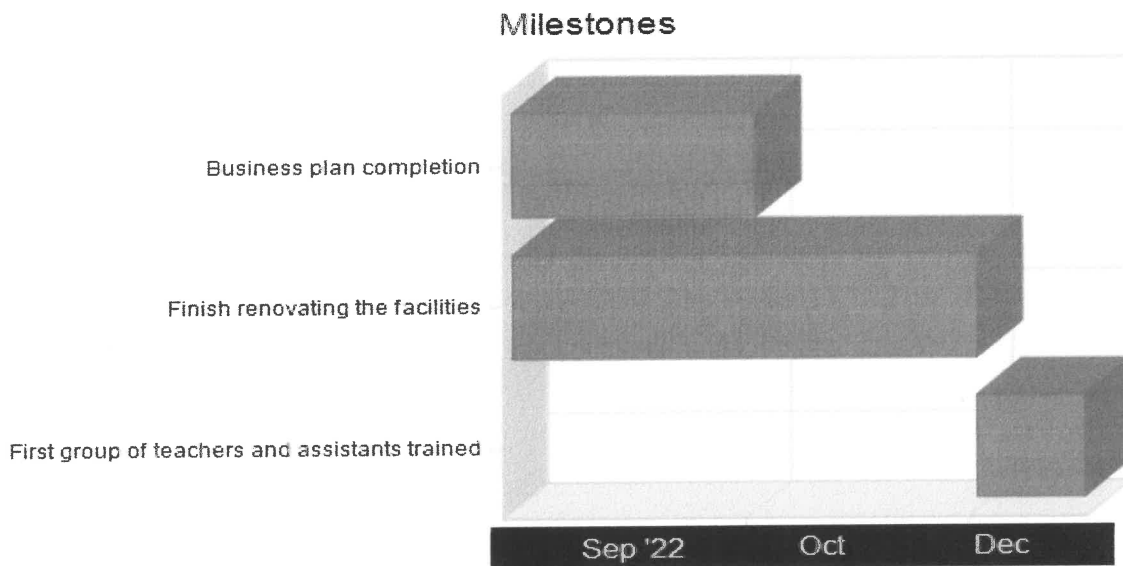 Milestones
Business plan completion
Finish renovating the facilities
First group of teachers and assistants trained
Sep '22 Oct Dec